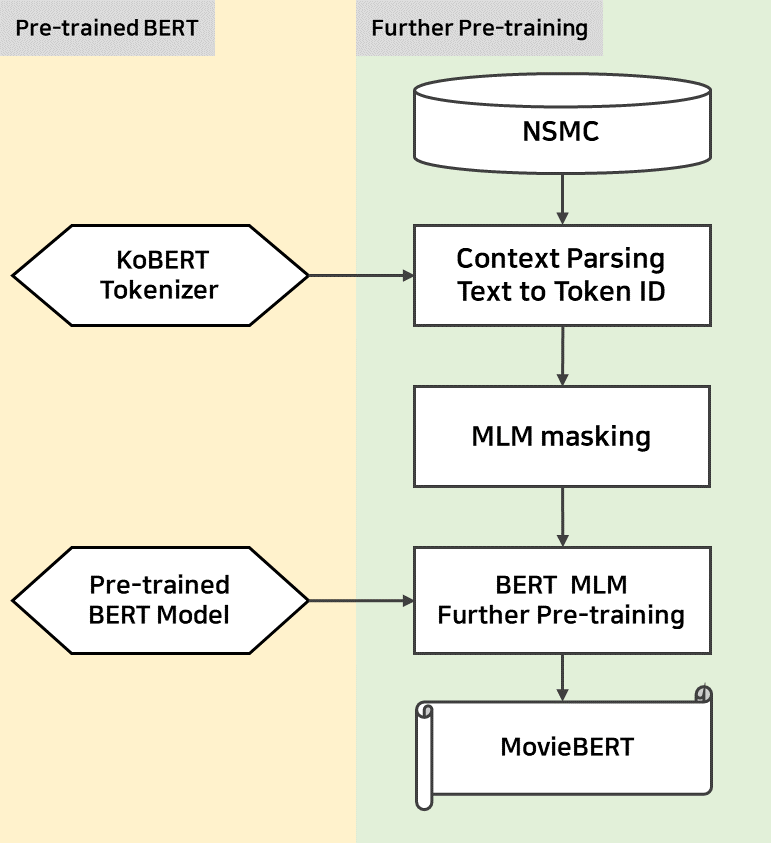 Pre-trained BERT
Further Pre-training
NSMC
KoBERT
Tokenizer
Context Parsing
Text to Token ID
MLM masking
Pre-trained
BERT Model
BERT MLM
Further Pre-training
MovieBERT